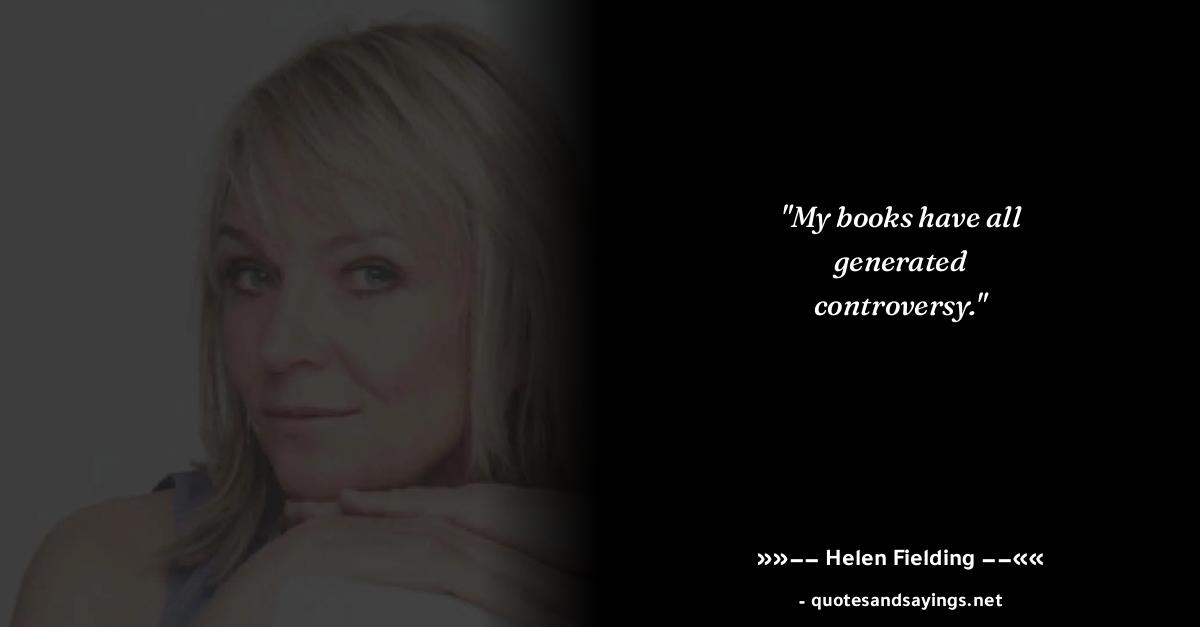 "My books have all
generated
controversy."
»»−− Helen Fielding −−««
- quotesandsayings.net